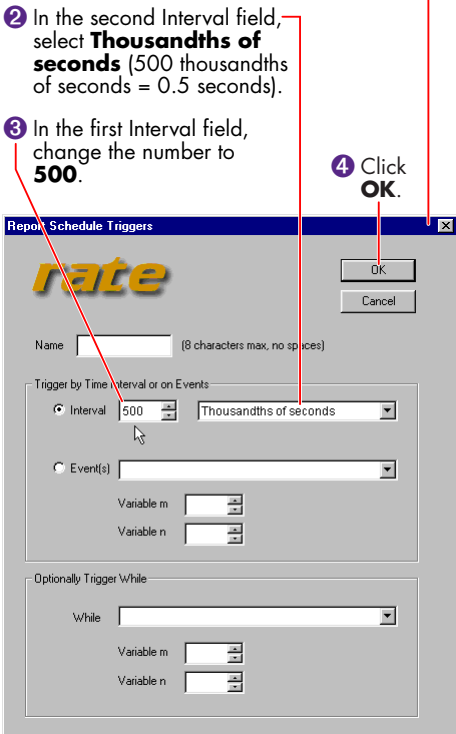 2 In the second Interval field,
select Thousandths of
seconds (500 thousandths
of seconds = 0.5 seconds).
3 In the first Interval field,
change the number to
500.
4 Click
OK.
Report Schedule Triggers
rate
OK
Cancel
Name (8 characters max, no spaces)
Trigger by Time interval or on Events
Interval 500 Thousandths of seconds
Event(s)
Variable m
Variable n
Optionally Trigger While
While
Variable m
Variable n